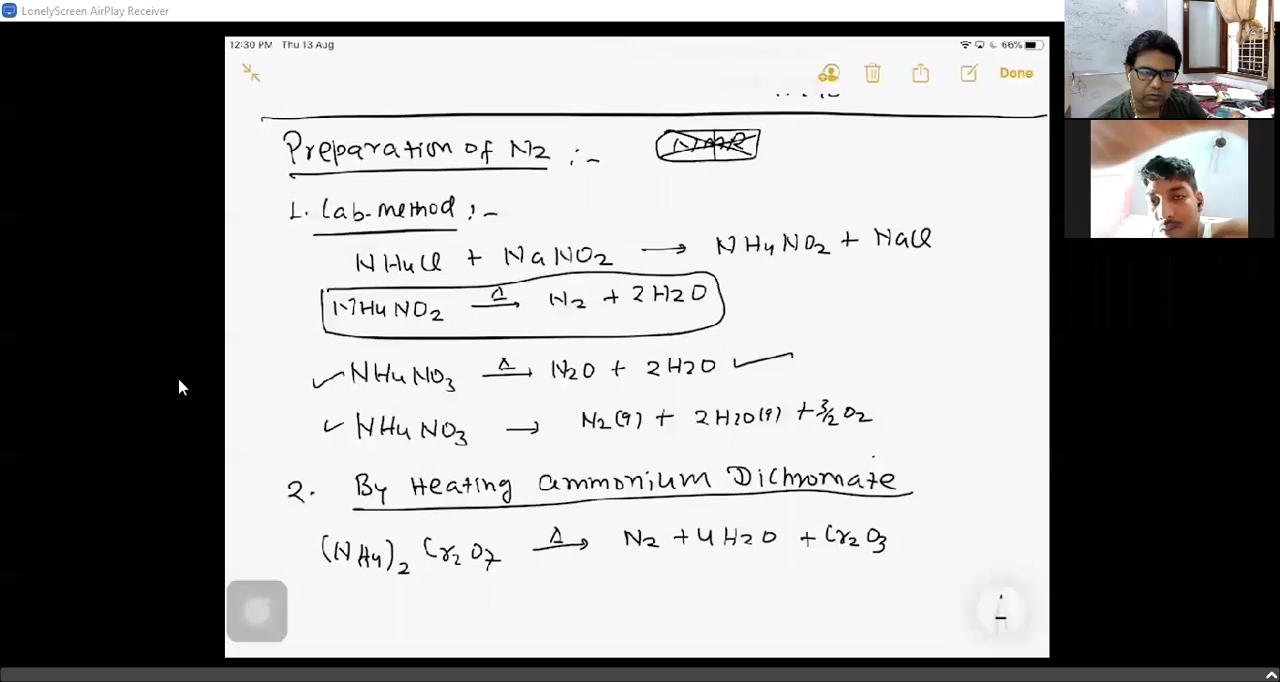 LonelyScreen AirPlay Receiver
12:30 PM Thu 13 Aug
66%
Done
Preparation of N2 :-
1. Lab-method :-
NH4Cl + NaNO2 ⟶ NH4NO2 + NaCl
NH4NO2 Δ⟶ N2 + 2H2O
✓ NH4NO3 Δ⟶ N2O + 2H2O ✓
✓ NH4NO3 ⟶ N2(g) + 2H2O(g) + 3/2 O2
2. By Heating ammonium Dichromate
(NH4)2 Cr2O7 Δ⟶ N2 + 4H2O + Cr2O3